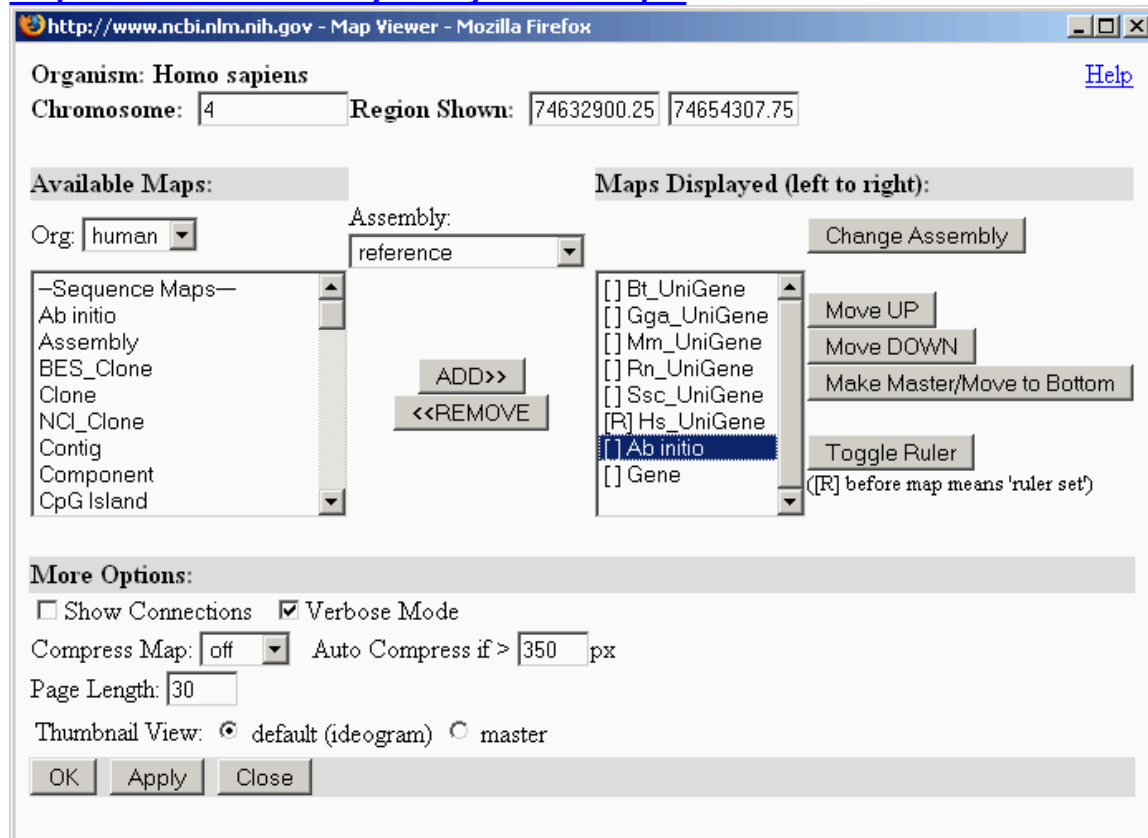 http://www.ncbi.nlm.nih.gov - Map Viewer - Mozilla Firefox
Organism: Homo sapiens
Help
Chromosome: 4 Region Shown: 74632900.25 74654307.75
Available Maps:
Maps Displayed (left to right):
Org: human
Assembly:
reference
Change Assembly
—Sequence Maps—
Ab initio
Assembly
BES_Clone
Clone
NCI_Clone
Contig
Component
CpG Island
ADD>>
<<REMOVE
[ ] Bt_UniGene
[ ] Gga_UniGene
[ ] Mm_UniGene
[ ] Rn_UniGene
[ ] Ssc_UniGene
[R] Hs_UniGene
[ ] Ab initio
[ ] Gene
Move UP
Move DOWN
Make Master/Move to Bottom
Toggle Ruler
([R] before map means 'ruler set')
More Options:
Show Connections Verbose Mode
Compress Map: off Auto Compress if > 350 px
Page Length: 30
Thumbnail View: default (ideogram) master
OK Apply Close